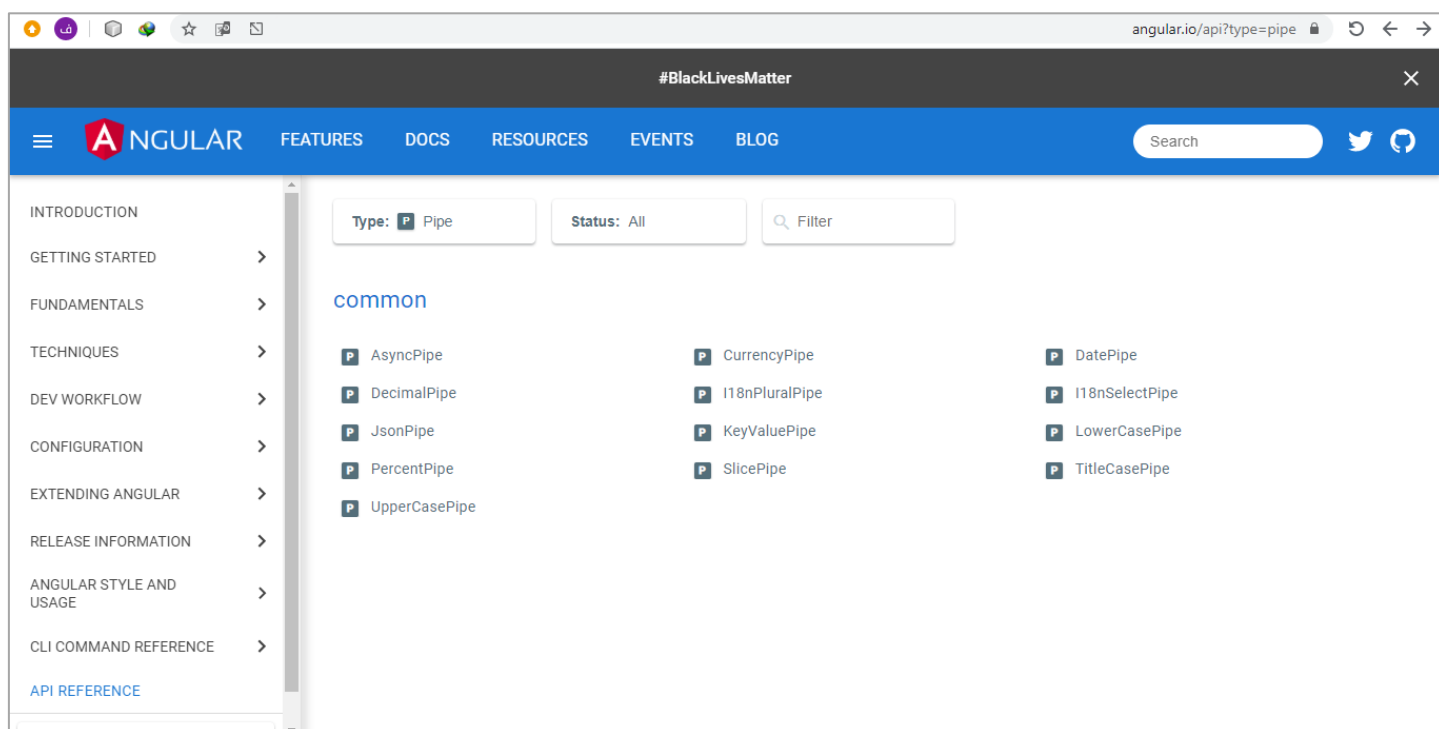 ف
angular.io/api?type=pipe
#BlackLivesMatter
ANGULAR FEATURES DOCS RESOURCES EVENTS BLOG Search
INTRODUCTION
GETTING STARTED
FUNDAMENTALS
TECHNIQUES
DEV WORKFLOW
CONFIGURATION
EXTENDING ANGULAR
RELEASE INFORMATION
ANGULAR STYLE AND
USAGE
CLI COMMAND REFERENCE
API REFERENCE
Type: P Pipe Status: All Filter
common
P AsyncPipe P CurrencyPipe P DatePipe
P DecimalPipe P I18nPluralPipe P I18nSelectPipe
P JsonPipe P KeyValuePipe P LowerCasePipe
P PercentPipe P SlicePipe P TitleCasePipe
P UpperCasePipe